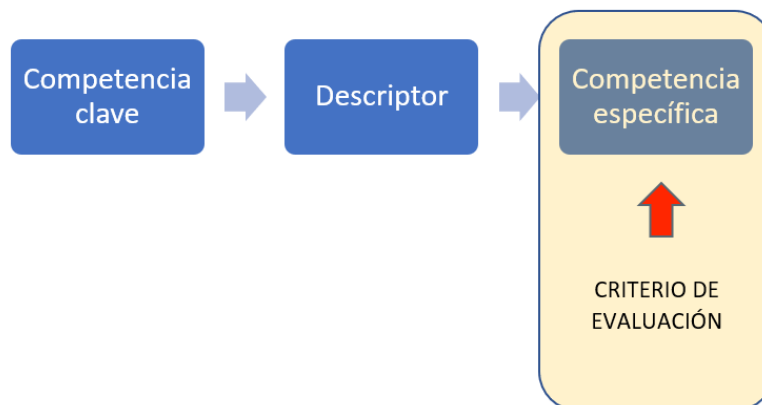 Competencia
clave
Descriptor
Competencia
específica
CRITERIO DE
EVALUACIÓN